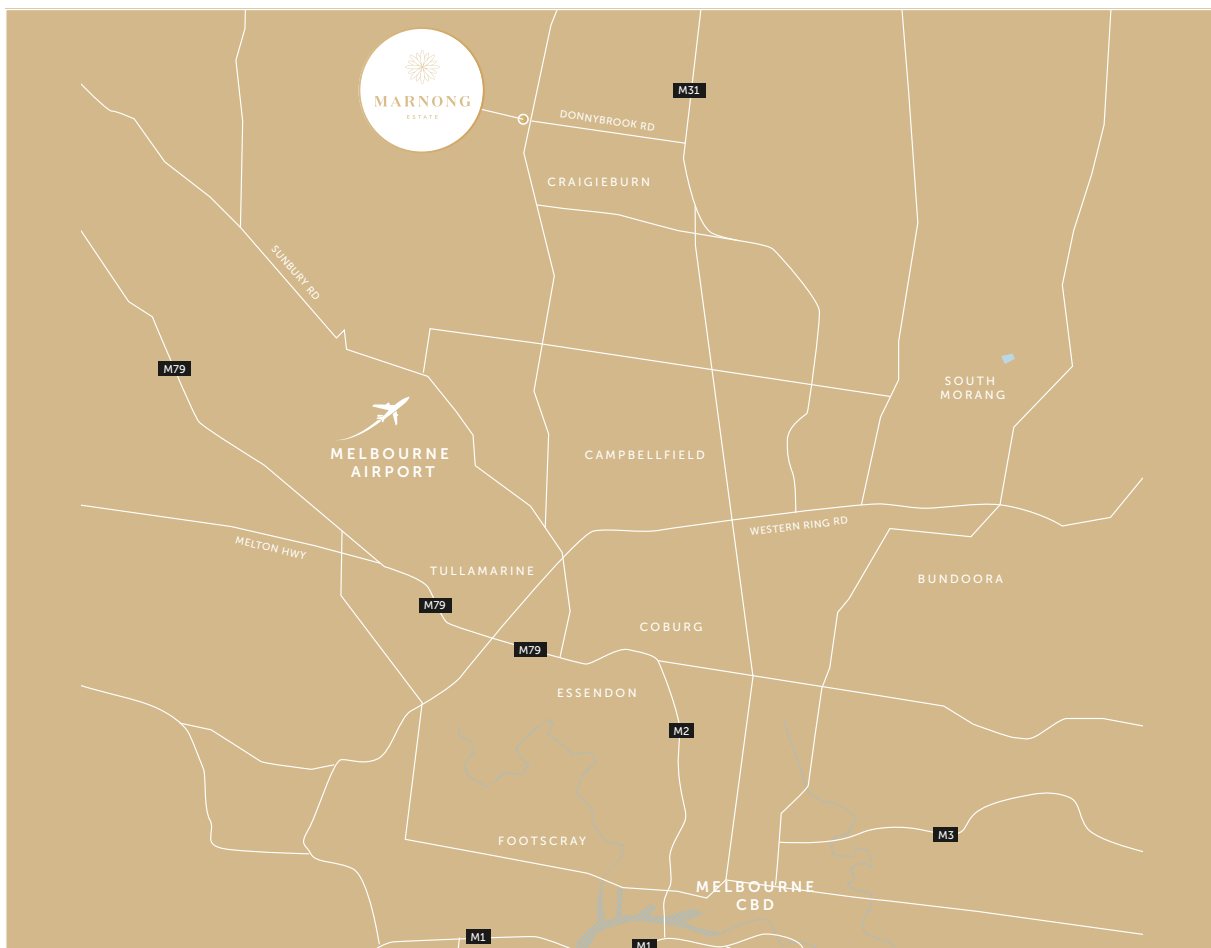 MARNONG
ESTATE
M31
DONNYBROOK RD
CRAIGIEBURN
SUNBURY RD
M79
SOUTH
MORANG
MELBOURNE
AIRPORT
CAMPBELLFIELD
WESTERN RING RD
MELTON HWY
TULLAMARINE
BUNDOORA
M79
COBURG
M79
ESSENDON
M2
M3
FOOTSCRAY
MELBOURNE
CBD
M1
M1